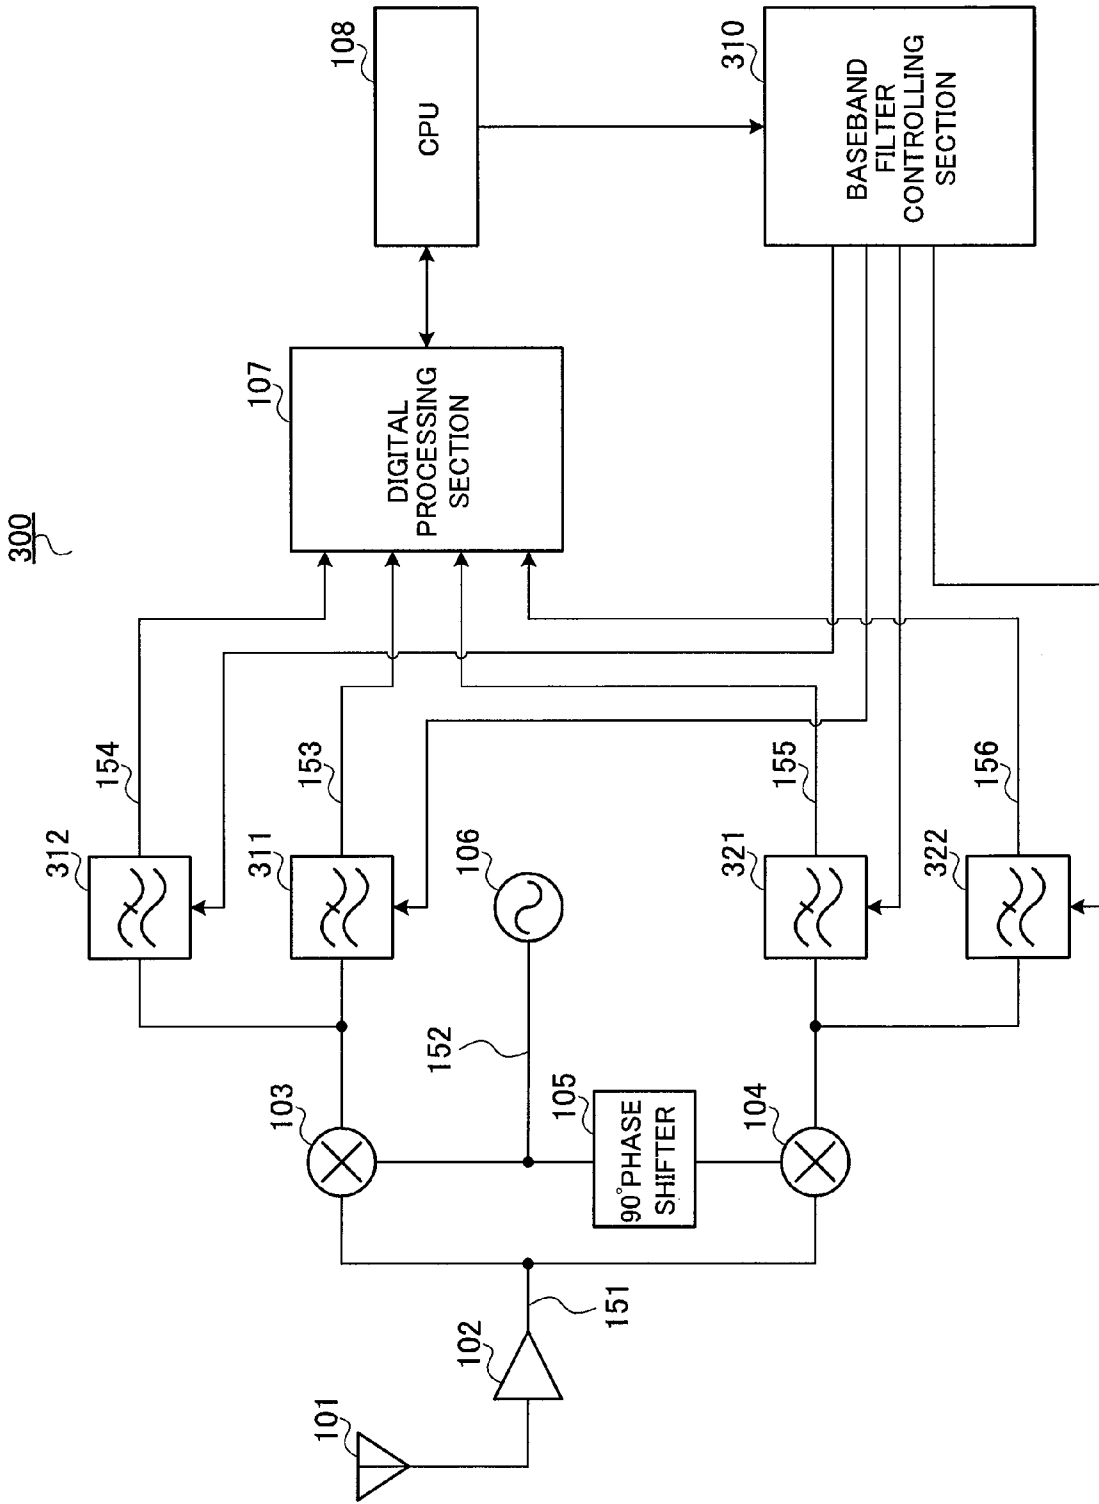 300
101
102
151
103
104
105
90°PHASE
SHIFTER
152
106
312
311
321
322
154
153
155
156
107
DIGITAL
PROCESSING
SECTION
108
CPU
310
BASEBAND
FILTER
CONTROLLING
SECTION